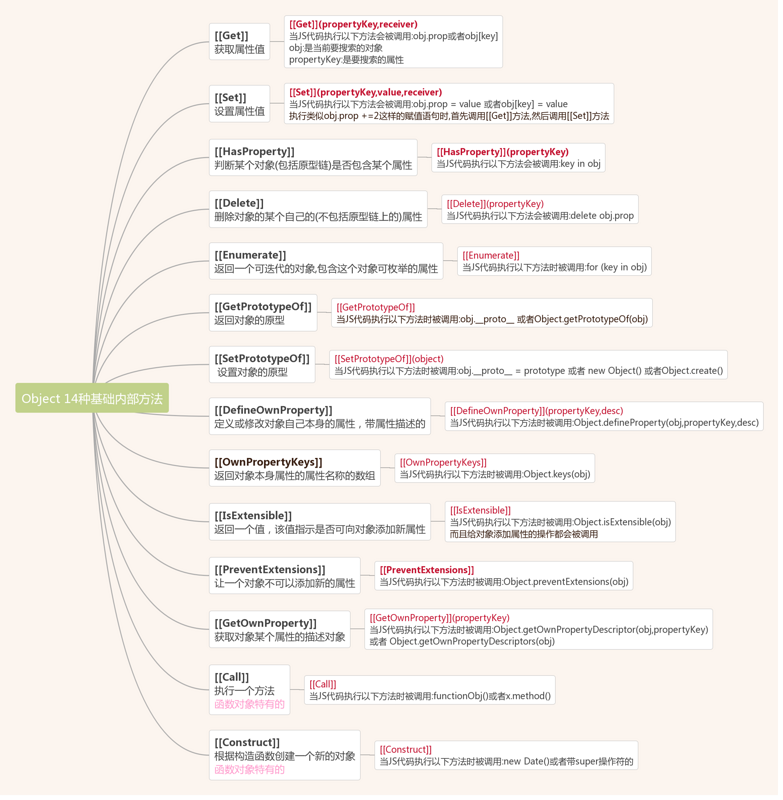 Object 14种基础内部方法
[[Get]]
获取属性值
[[Get]](propertyKey,receiver)
当JS代码执行以下方法会被调用:obj.prop或者obj[key]
obj:是当前要搜索的对象
propertyKey:是要搜索的属性
[[Set]]
设置属性值
[[Set]](propertyKey,value,receiver)
当JS代码执行以下方法会被调用:obj.prop = value 或者obj[key] = value
执行类似obj.prop +=2这样的赋值语句时,首先调用[[Get]]方法,然后调用[[Set]]方法
[[HasProperty]]
判断某个对象(包括原型链)是否包含某个属性
[[HasProperty]](propertyKey)
当JS代码执行以下方法会被调用:key in obj
[[Delete]]
删除对象的某个自己的(不包括原型链上的)属性
[[Delete]](propertyKey)
当JS代码执行以下方法会被调用:delete obj.prop
[[Enumerate]]
返回一个可迭代的对象,包含这个对象可枚举的属性
[[Enumerate]]
当JS代码执行以下方法时被调用:for (key in obj)
[[GetPrototypeOf]]
返回对象的原型
[[GetPrototypeOf]]
当JS代码执行以下方法时被调用:obj.__proto__ 或者Object.getPrototypeOf(obj)
[[SetPrototypeOf]]
设置对象的原型
[[SetPrototypeOf]](object)
当JS代码执行以下方法时被调用:obj.__proto__ = prototype 或者 new Object() 或者Object.create()
[[DefineOwnProperty]]
定义或修改对象自己本身的属性，带属性描述的
[[DefineOwnProperty]](propertyKey,desc)
当JS代码执行以下方法时被调用:Object.defineProperty(obj,propertyKey,desc)
[[OwnPropertyKeys]]
返回对象本身属性的属性名称的数组
[[OwnPropertyKeys]]
当JS代码执行以下方法时被调用:Object.keys(obj)
[[IsExtensible]]
返回一个值，该值指示是否可向对象添加新属性
[[IsExtensible]]
当JS代码执行以下方法时被调用:Object.isExtensible(obj)
而且给对象添加属性的操作都会被调用
[[PreventExtensions]]
让一个对象不可以添加新的属性
[[PreventExtensions]]
当JS代码执行以下方法时被调用:Object.preventExtensions(obj)
[[GetOwnProperty]]
获取对象某个属性的描述对象
[[GetOwnProperty]](propertyKey)
当JS代码执行以下方法时被调用:Object.getOwnPropertyDescriptor(obj,propertyKey)
或者 Object.getOwnPropertyDescriptors(obj)
[[Call]]
执行一个方法
函数对象特有的
[[Call]]
当JS代码执行以下方法时被调用:functionObj()或者x.method()
[[Construct]]
根据构造函数创建一个新的对象
函数对象特有的
[[Construct]]
当JS代码执行以下方法时被调用:new Date()或者带super操作符的